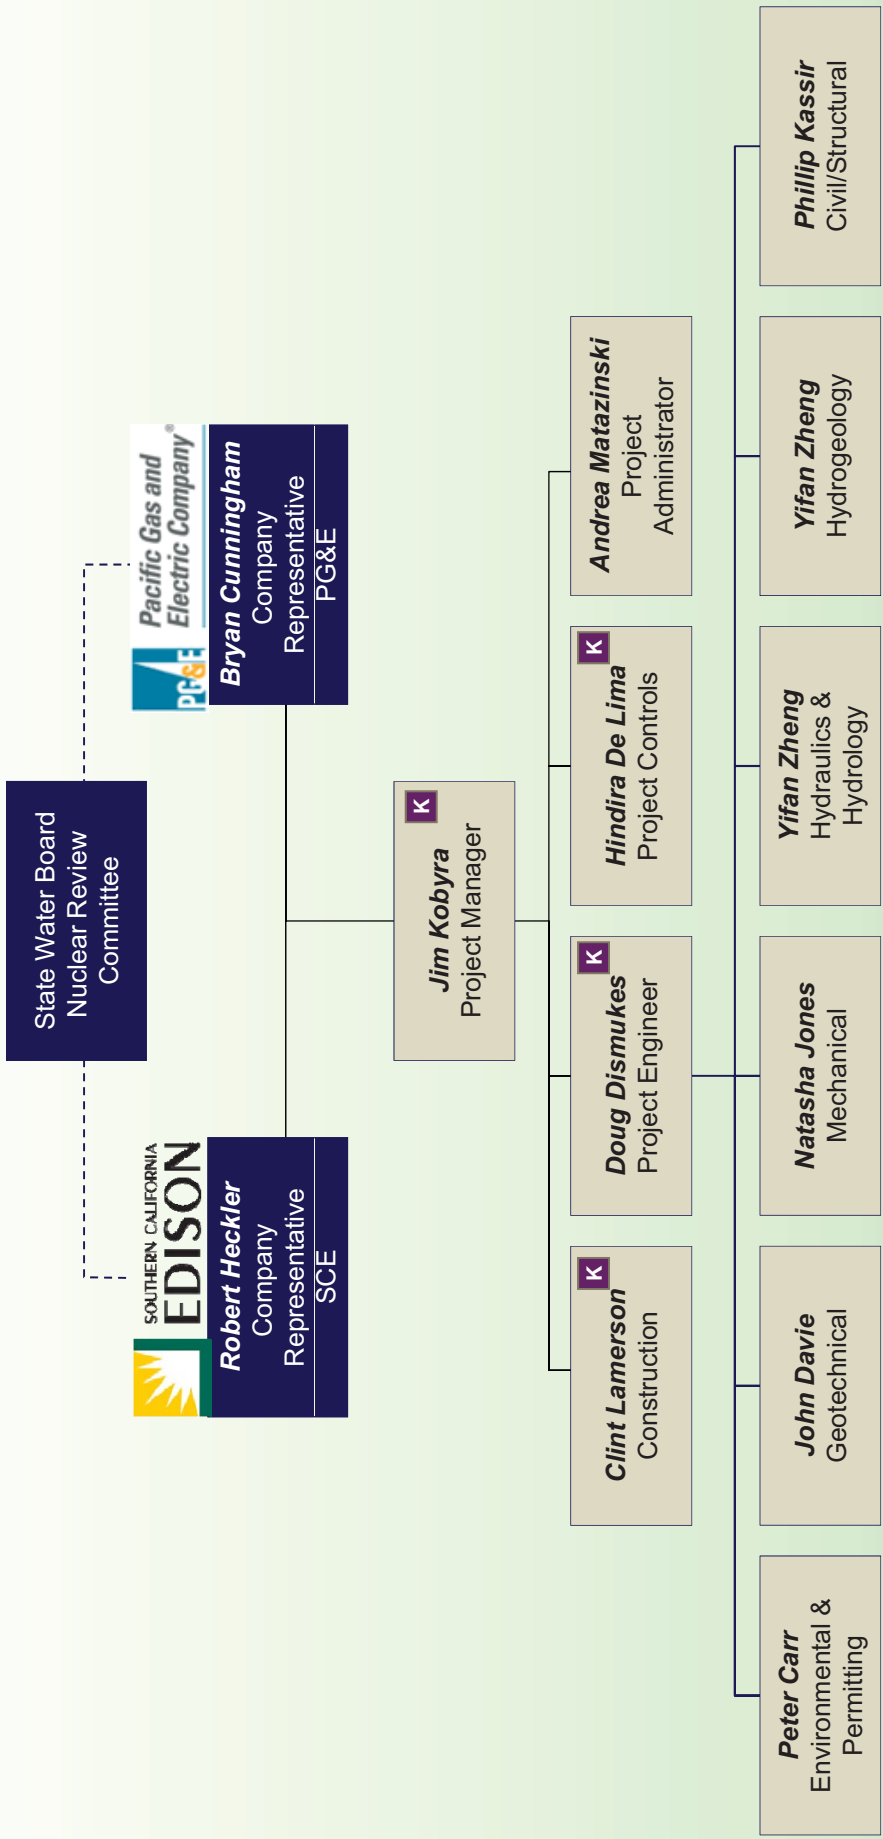 State Water Board
Nuclear Review
Committee
SOUTHERN CALIFORNIA
EDISON
Robert Heckler
Company
Representative
SCE
PG&E
Pacific Gas and
Electric Company®
Bryan Cunningham
Company
Representative
PG&E
Jim Kobyra
Project Manager
K
Clint Lamerson
Construction
K
Doug Dismukes
Project Engineer
K
Hindira De Lima
Project Controls
K
Andrea Matazinski
Project
Administrator
Peter Carr
Environmental &
Permitting
John Davie
Geotechnical
Natasha Jones
Mechanical
Yifan Zheng
Hydraulics &
Hydrology
Yifan Zheng
Hydrogeology
Phillip Kassir
Civil/Structural